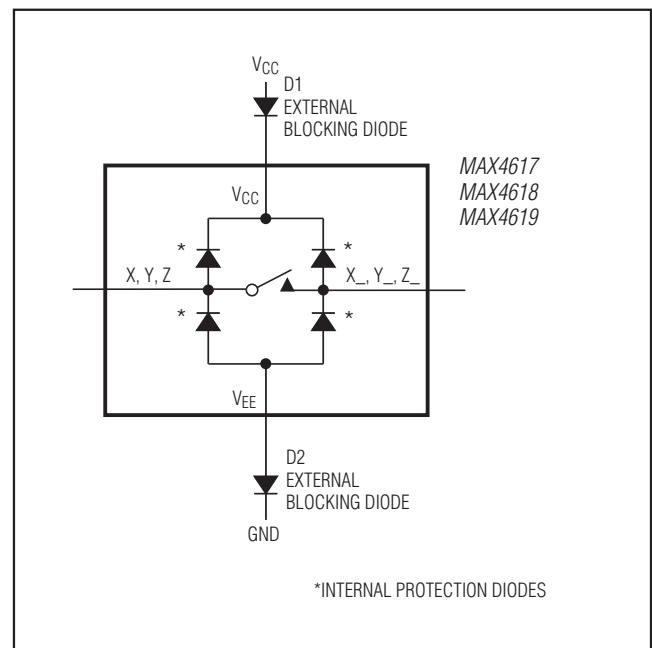 VCC
D1
EXTERNAL
BLOCKING DIODE
MAX4617
MAX4618
MAX4619
VCC
*
*
X, Y, Z
X_, Y_, Z_
*
*
VEE
D2
EXTERNAL
BLOCKING DIODE
GND
*INTERNAL PROTECTION DIODES